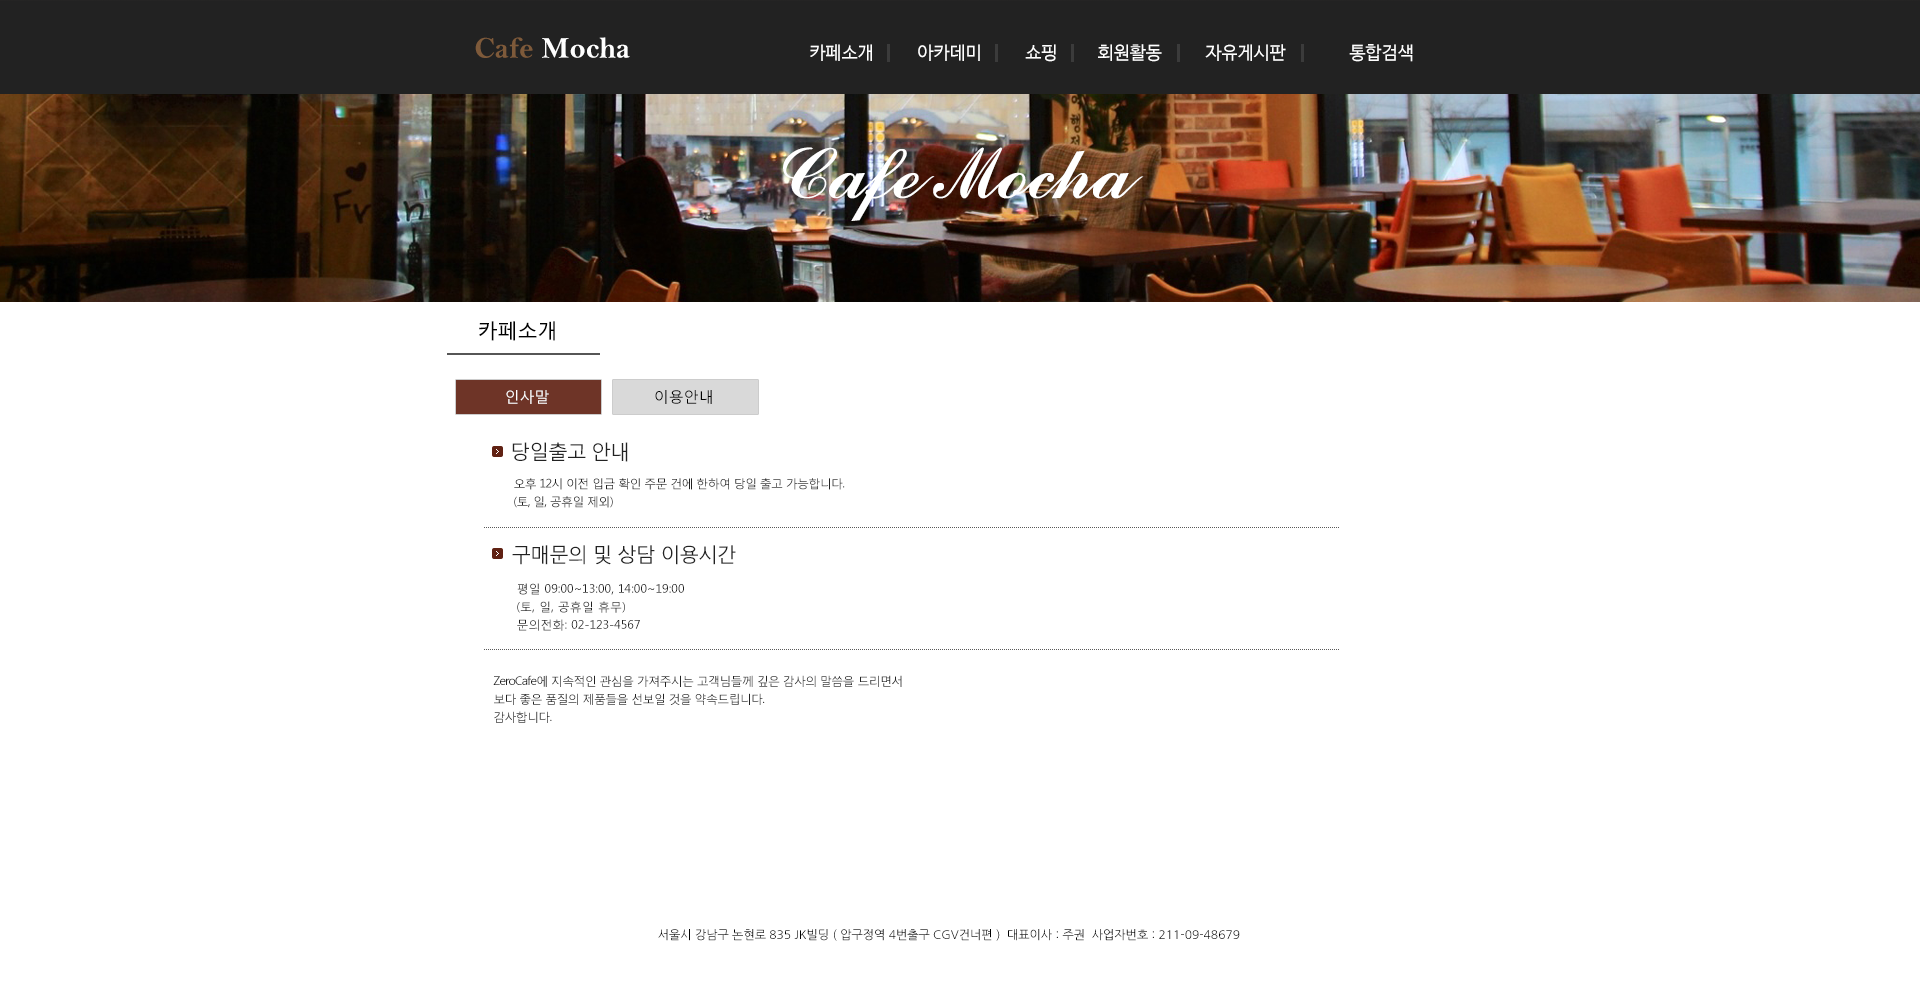 Cafe Mocha
카페소개 아카데미 쇼핑 회원활동 자유게시판 통합검색
Cafe Mocha
카페소개
인사말 이용안내
당일출고 안내
오후 12시 이전 입금 확인 주문 건에 한하여 당일 출고 가능합니다.
(토, 일, 공휴일 제외)
구매문의 및 상담 이용시간
평일 09:00~13:00, 14:00~19:00
(토, 일, 공휴일 휴무)
문의전화: 02-123-4567
ZeroCafe에 지속적인 관심을 가져주시는 고객님들께 깊은 감사의 말씀을 드리면서
보다 좋은 품질의 제품들을 선보일 것을 약속드립니다.
감사합니다.
서울시 강남구 논현로 835 JK빌딩 ( 압구정역 4번출구 CGV건너편 ) 대표이사 : 주권 사업자번호 : 211-09-48679